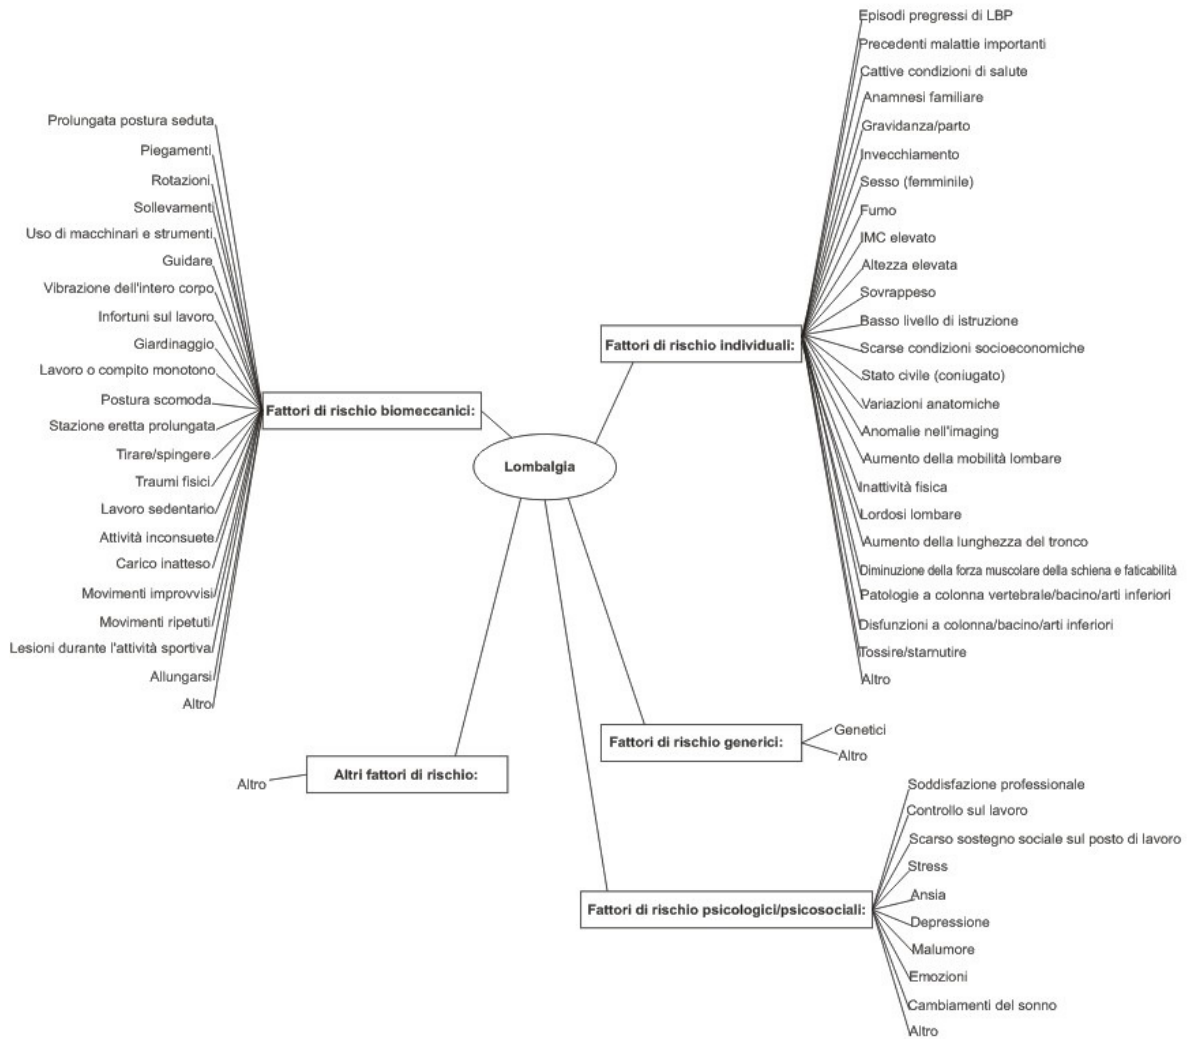 Prolungata postura seduta
Piegamenti
Rotazioni
Sollevamenti
Uso di macchinari e strumenti
Guidare
Vibrazione dell'intero corpo
Infortuni sul lavoro
Giardinaggio
Lavoro o compito monotono
Postura scomoda
Stazione eretta prolungata
Tirare/spingere
Traumi fisici
Lavoro sedentario
Attività inconsuete
Carico inatteso
Movimenti improvvisi
Movimenti ripetuti
Lesioni durante l'attività sportiva
Allungarsi
Altro
Fattori di rischio biomeccanici:
Lombalgia
Fattori di rischio individuali:
Episodi pregressi di LBP
Precedenti malattie importanti
Cattive condizioni di salute
Anamnesi familiare
Gravidanza/parto
Invecchiamento
Sesso (femminile)
Fumo
IMC elevato
Altezza elevata
Sovrappeso
Basso livello di istruzione
Scarse condizioni socioeconomiche
Stato civile (coniugato)
Variazioni anatomiche
Anomalie nell'imaging
Aumento della mobilità lombare
Inattività fisica
Lordosi lombare
Aumento della lunghezza del tronco
Diminuzione della forza muscolare della schiena e faticabilità
Patologie a colonna vertebrale/bacino/arti inferiori
Disfunzioni a colonna/bacino/arti inferiori
Tossire/starnutire
Altro
Fattori di rischio generici:
Genetici
Altro
Altri fattori di rischio:
Altro
Fattori di rischio psicologici/psicosociali:
Soddisfazione professionale
Controllo sul lavoro
Scarso sostegno sociale sul posto di lavoro
Stress
Ansia
Depressione
Malumore
Emozioni
Cambiamenti del sonno
Altro